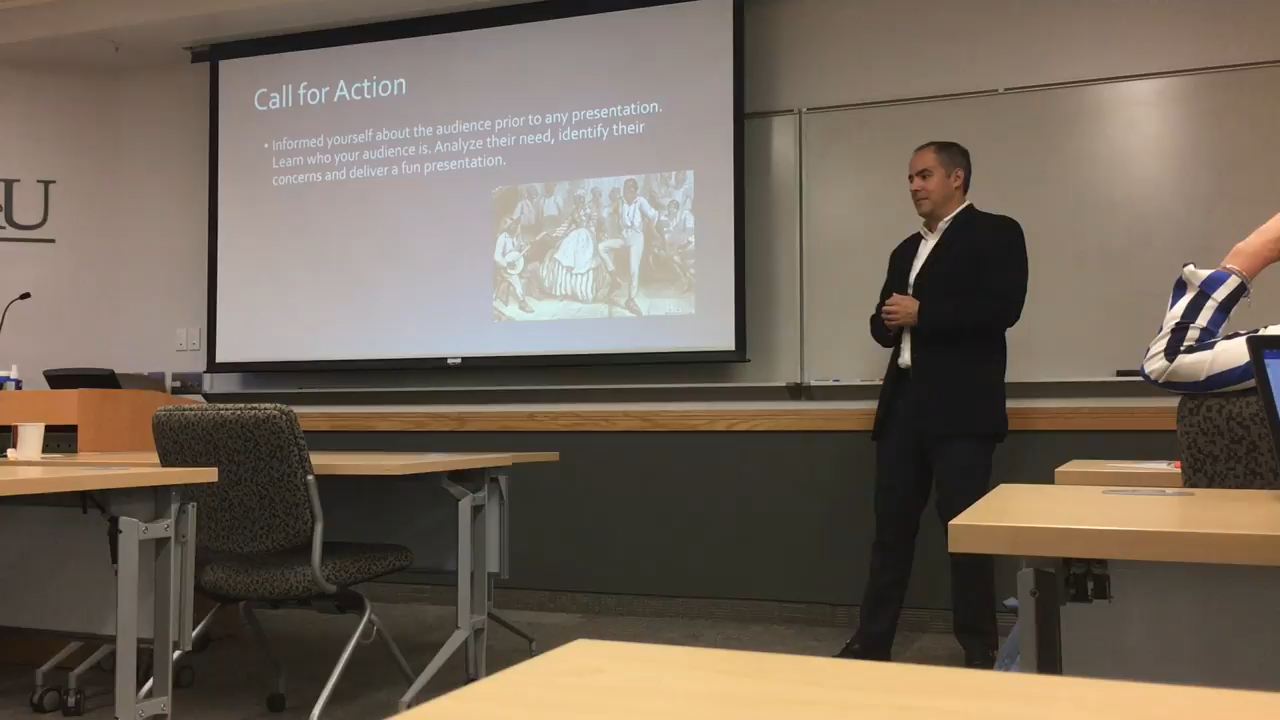 Call for Action
• Informed yourself about the audience prior to any presentation.
Learn who your audience is. Analyze their need, identify their
concerns and deliver a fun presentation.
U